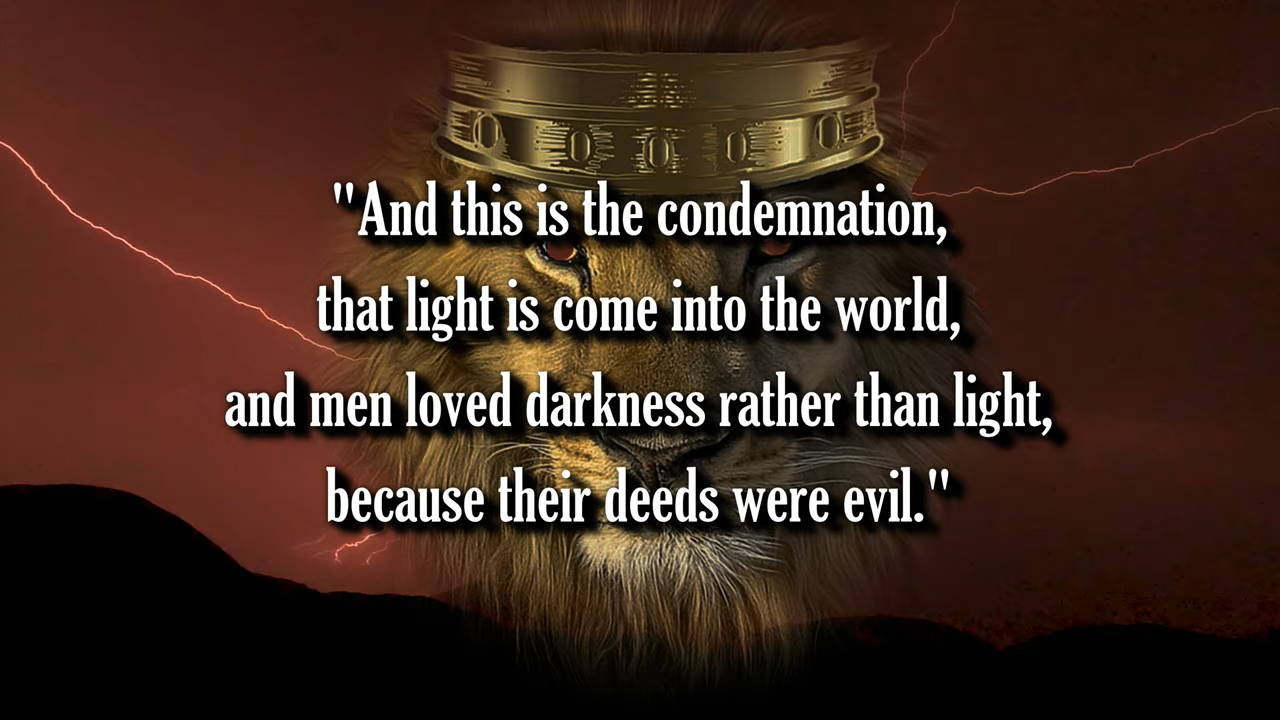 "And this is the condemnation,
that light is come into the world,
and men loved darkness rather than light,
because their deeds were evil."